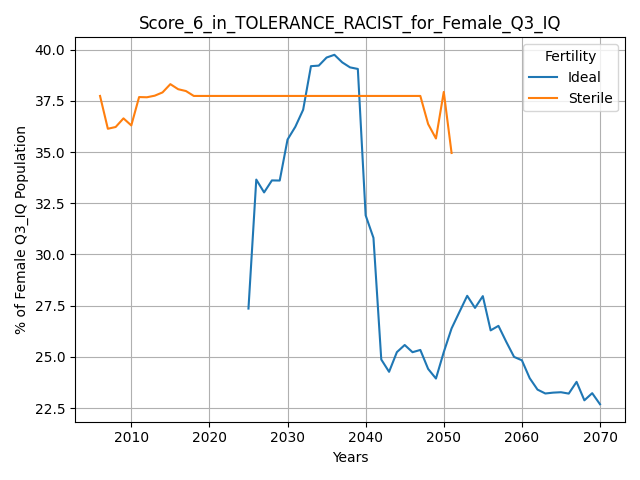 Score_6_in_TOLERANCE_RACIST_for_Female_Q3_IQ
% of Female Q3_IQ Population
40.0
37.5
35.0
32.5
30.0
27.5
25.0
22.5
Fertility
Ideal
Sterile
2010 2020 2030 2040 2050 2060 2070
Years